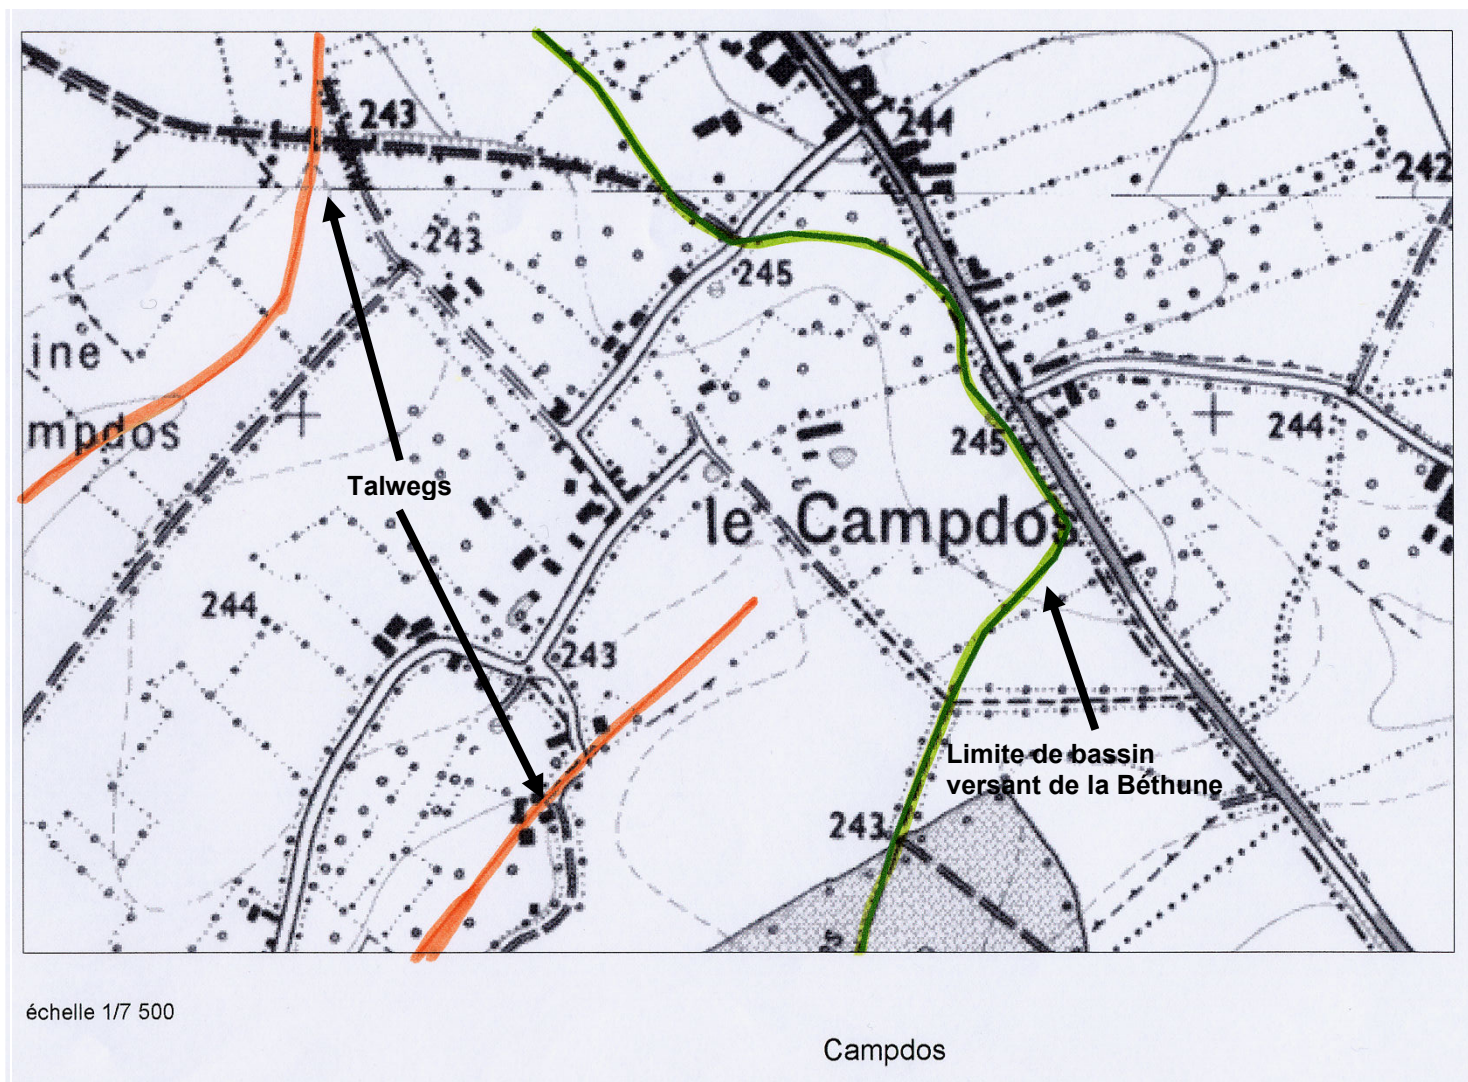 243
244
242
243
245
ine
mpdos
245
244
Talwegs
le Campdos
244
243
Limite de bassin
versant de la Béthune
243
échelle 1/7 500
Campdos